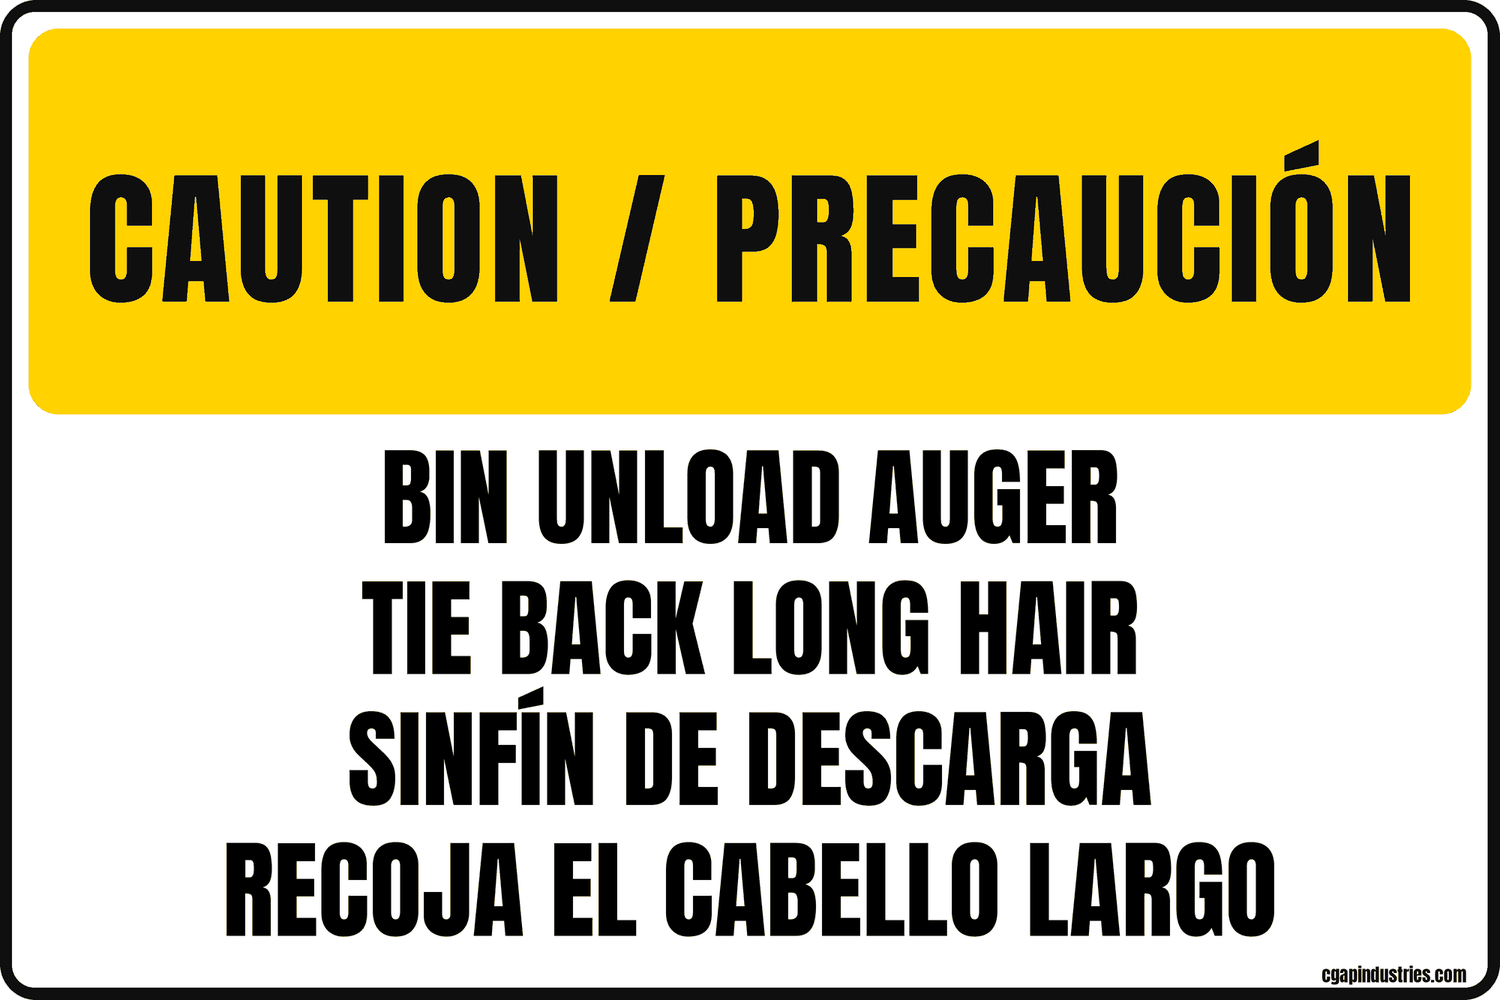 CAUTION / PRECAUCIÓN
BIN UNLOAD AUGER
TIE BACK LONG HAIR
SINFÍN DE DESCARGA
RECOJA EL CABELLO LARGO
cgapindustries.com